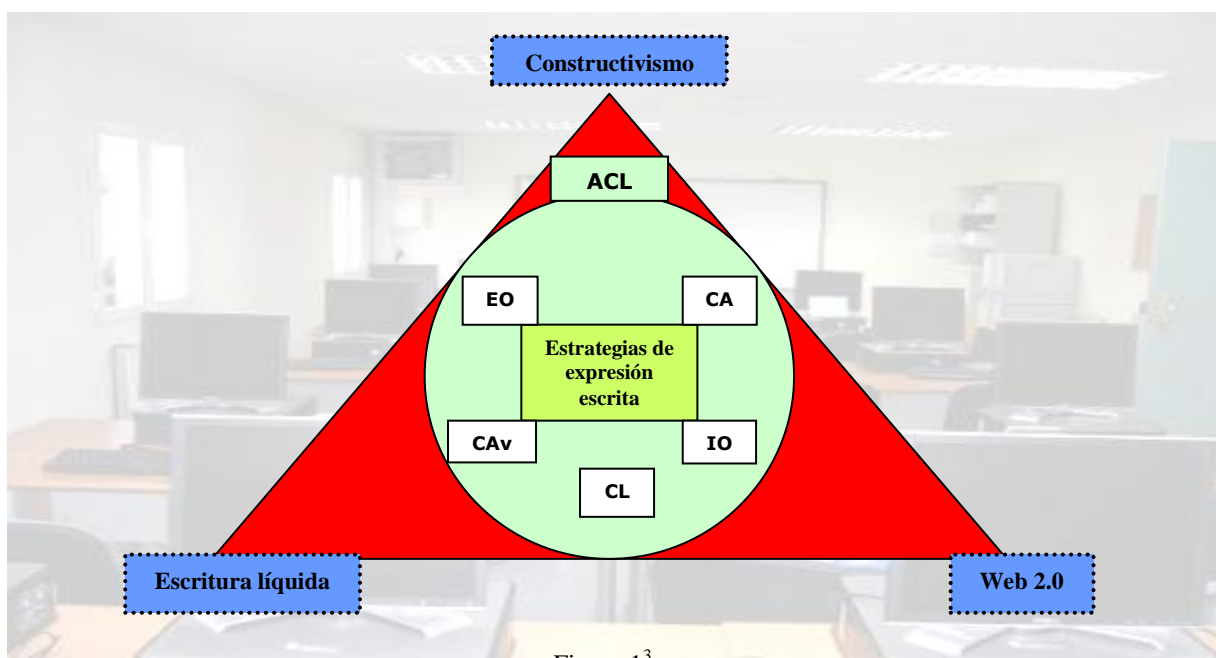 Constructivismo
ACL
EO
CA
Estrategias de
expresión
escrita
CAv
IO
CL
Escritura líquida
Web 2.0